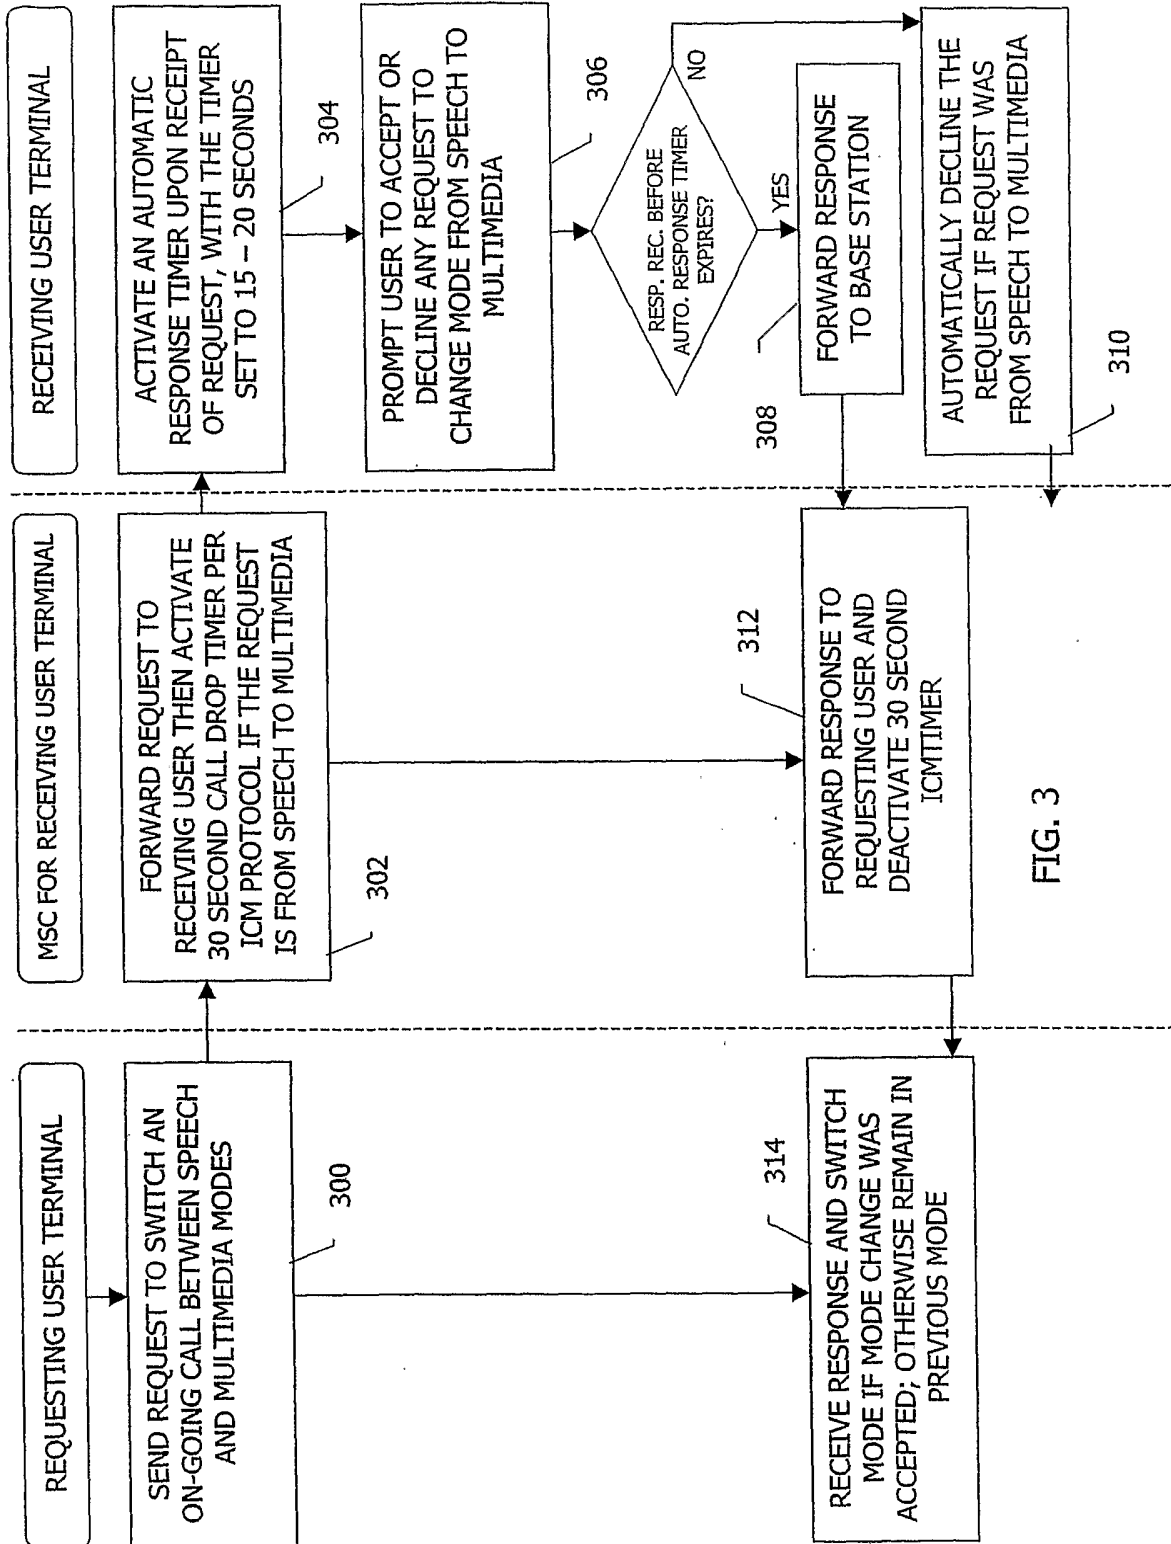 REQUESTING USER TERMINAL
SEND REQUEST TO SWITCH AN
ON-GOING CALL BETWEEN SPEECH
AND MULTIMEDIA MODES
300
RECEIVE RESPONSE AND SWITCH
MODE IF MODE CHANGE WAS
ACCEPTED; OTHERWISE REMAIN IN
PREVIOUS MODE
314
MSC FOR RECEIVING USER TERMINAL
FORWARD REQUEST TO
RECEIVING USER THEN ACTIVATE
30 SECOND CALL DROP TIMER PER
ICM PROTOCOL IF THE REQUEST
IS FROM SPEECH TO MULTIMEDIA
302
312
FORWARD RESPONSE TO
REQUESTING USER AND
DEACTIVATE 30 SECOND
ICMTIMER
RECEIVING USER TERMINAL
ACTIVATE AN AUTOMATIC
RESPONSE TIMER UPON RECEIPT
OF REQUEST, WITH THE TIMER
SET TO 15 – 20 SECONDS
304
PROMPT USER TO ACCEPT OR
DECLINE ANY REQUEST TO
CHANGE MODE FROM SPEECH TO
MULTIMEDIA
306
RESP. REC. BEFORE
AUTO. RESPONSE TIMER
EXPIRES?
NO
YES
308
FORWARD RESPONSE
TO BASE STATION
AUTOMATICALLY DECLINE THE
REQUEST IF REQUEST WAS
FROM SPEECH TO MULTIMEDIA
310
FIG. 3